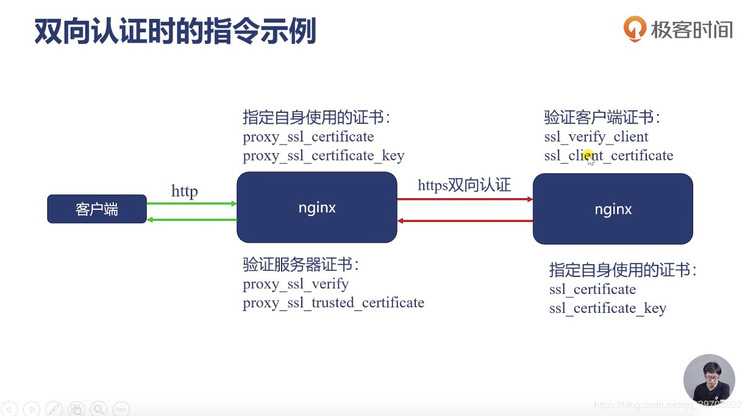 双向认证时的指令示例
极客时间
指定自身使用的证书：
proxy_ssl_certificate
proxy_ssl_certificate_key
验证客户端证书：
ssl_verify_client
ssl_client_certificate
客户端
http
nginx
https双向认证
nginx
验证服务器证书：
proxy_ssl_verify
proxy_ssl_trusted_certificate
指定自身使用的证书：
ssl_certificate
ssl_certificate_key